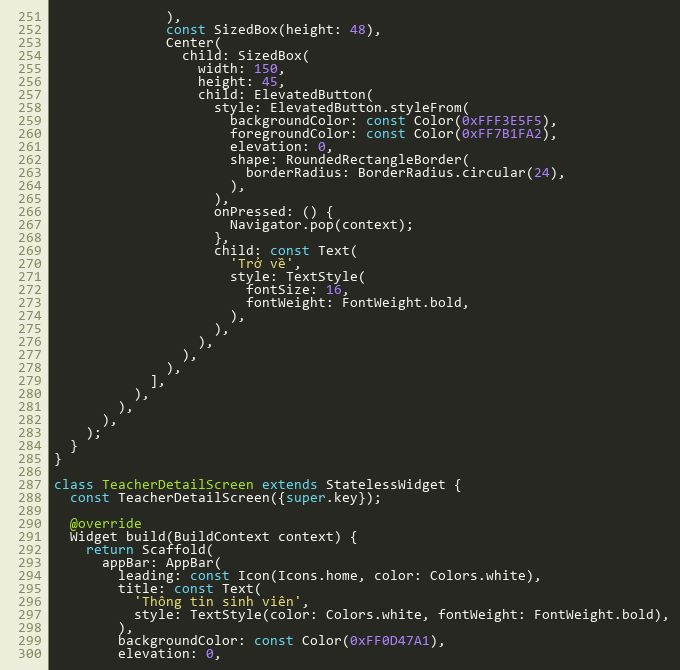 251               ),
252               const SizedBox(height: 48),
253               Center(
254                 child: SizedBox(
255                   width: 150,
256                   height: 45,
257                   child: ElevatedButton(
258                     style: ElevatedButton.styleFrom(
259                       backgroundColor: const Color(0xFFF3E5F5),
260                       foregroundColor: const Color(0xFF7B1FA2),
261                       elevation: 0,
262                       shape: RoundedRectangleBorder(
263                         borderRadius: BorderRadius.circular(24),
264                       ),
265                     ),
266                     onPressed: () {
267                       Navigator.pop(context);
268                     },
269                     child: const Text(
270                       'Trở về',
271                       style: TextStyle(
272                         fontSize: 16,
273                         fontWeight: FontWeight.bold,
274                       ),
275                     ),
276                   ),
277                 ),
278               ),
279             ],
280           ),
281         ),
282       ),
283     );
284   }
285 }
286
287 class TeacherDetailScreen extends StatelessWidget {
288   const TeacherDetailScreen({super.key});
289
290   @override
291   Widget build(BuildContext context) {
292     return Scaffold(
293       appBar: AppBar(
294         leading: const Icon(Icons.home, color: Colors.white),
295         title: const Text(
296           'Thông tin sinh viên',
297           style: TextStyle(color: Colors.white, fontWeight: FontWeight.bold),
298         ),
299         backgroundColor: const Color(0xFF0D47A1),
300         elevation: 0,